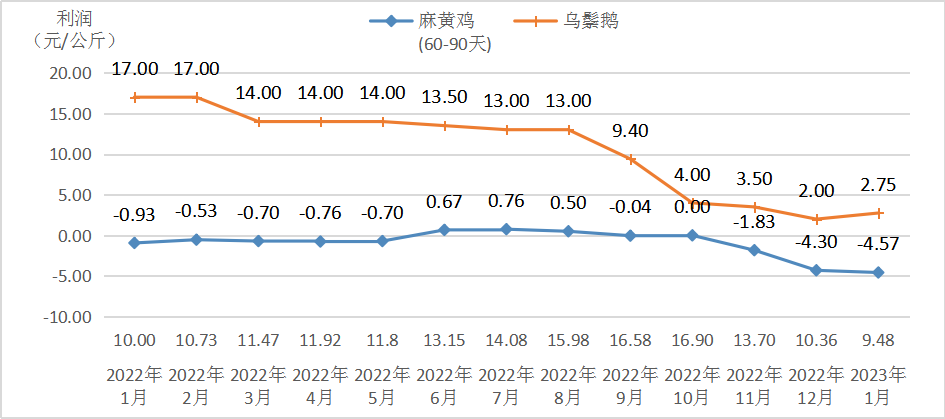 利润
（元/公斤）
麻黄鸡
(60-90天)
乌鬃鹅
20.00
15.00
10.00
5.00
0.00
-5.00
-10.00
17.00 17.00 14.00 14.00 14.00 13.50 13.00 13.00 9.40 4.00 3.50 2.00 2.75
-0.93 -0.53 -0.70 -0.76 -0.70 0.67 0.76 0.50 -0.04 0.00 -1.83 -4.30 -4.57
10.00 10.73 11.47 11.92 11.8 13.15 14.08 15.98 16.58 16.90 13.70 10.36 9.48
2022年 2022年 2022年 2022年 2022年 2022年 2022年 2022年 2022年 2022年 2022年 2022年 2023年
1月 2月 3月 4月 5月 6月 7月 8月 9月 10月 11月 12月 1月